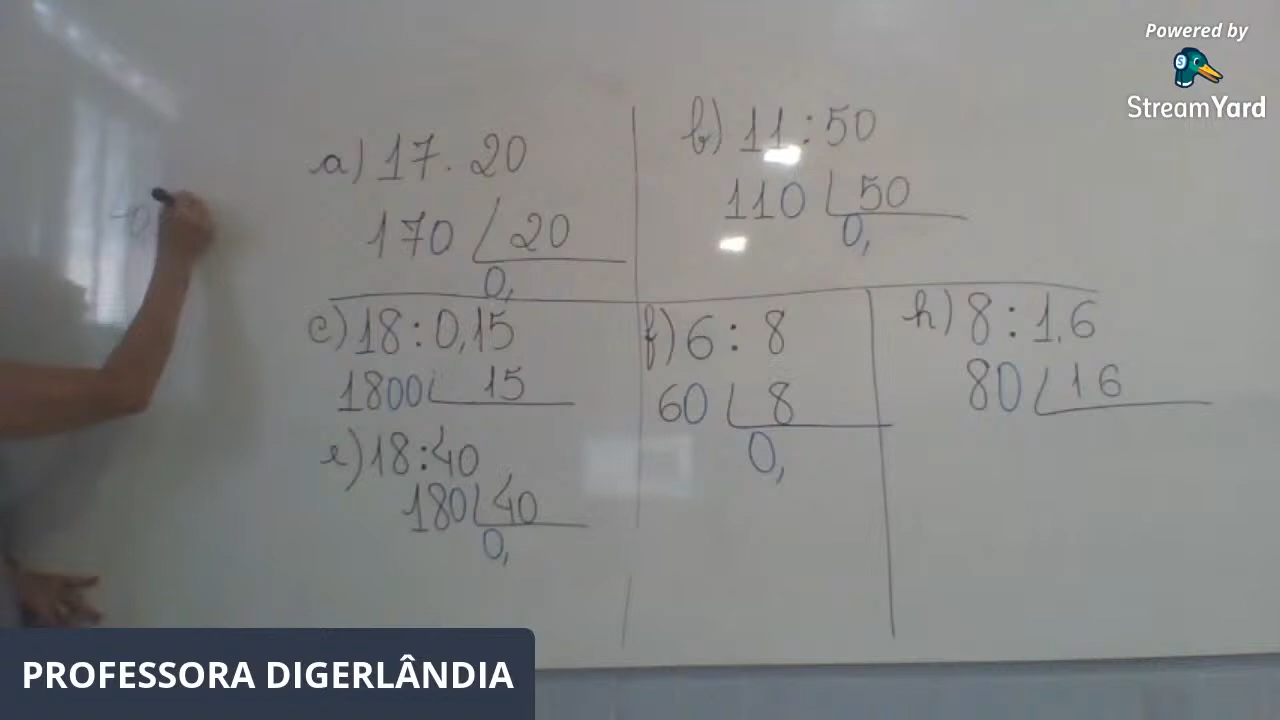 Powered by
StreamYard
a) 17. 20
170 20
0,
b) 11:50
110 50
0,
c) 18:0,15
1800 15
e) 18:40
180 40
0,
f) 6: 8
60 8
0,
h) 8:1,6
80 16
PROFESSORA DIGERLÂNDIA